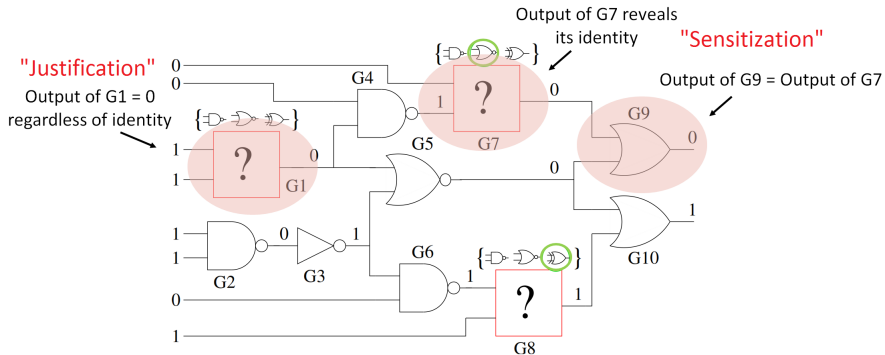 Output of G7 reveals
its identity
"Sensitization"
Output of G9 = Output of G7
"Justification"
Output of G1 = 0
regardless of identity
{ }
{ }
0
0
G4
1
?
G7
0
G9
0
1
1
?
0
G1
G5
0
1
1
0
1
G2
G3
G6
1
{ }
?
1
G8
1
G10
0
1